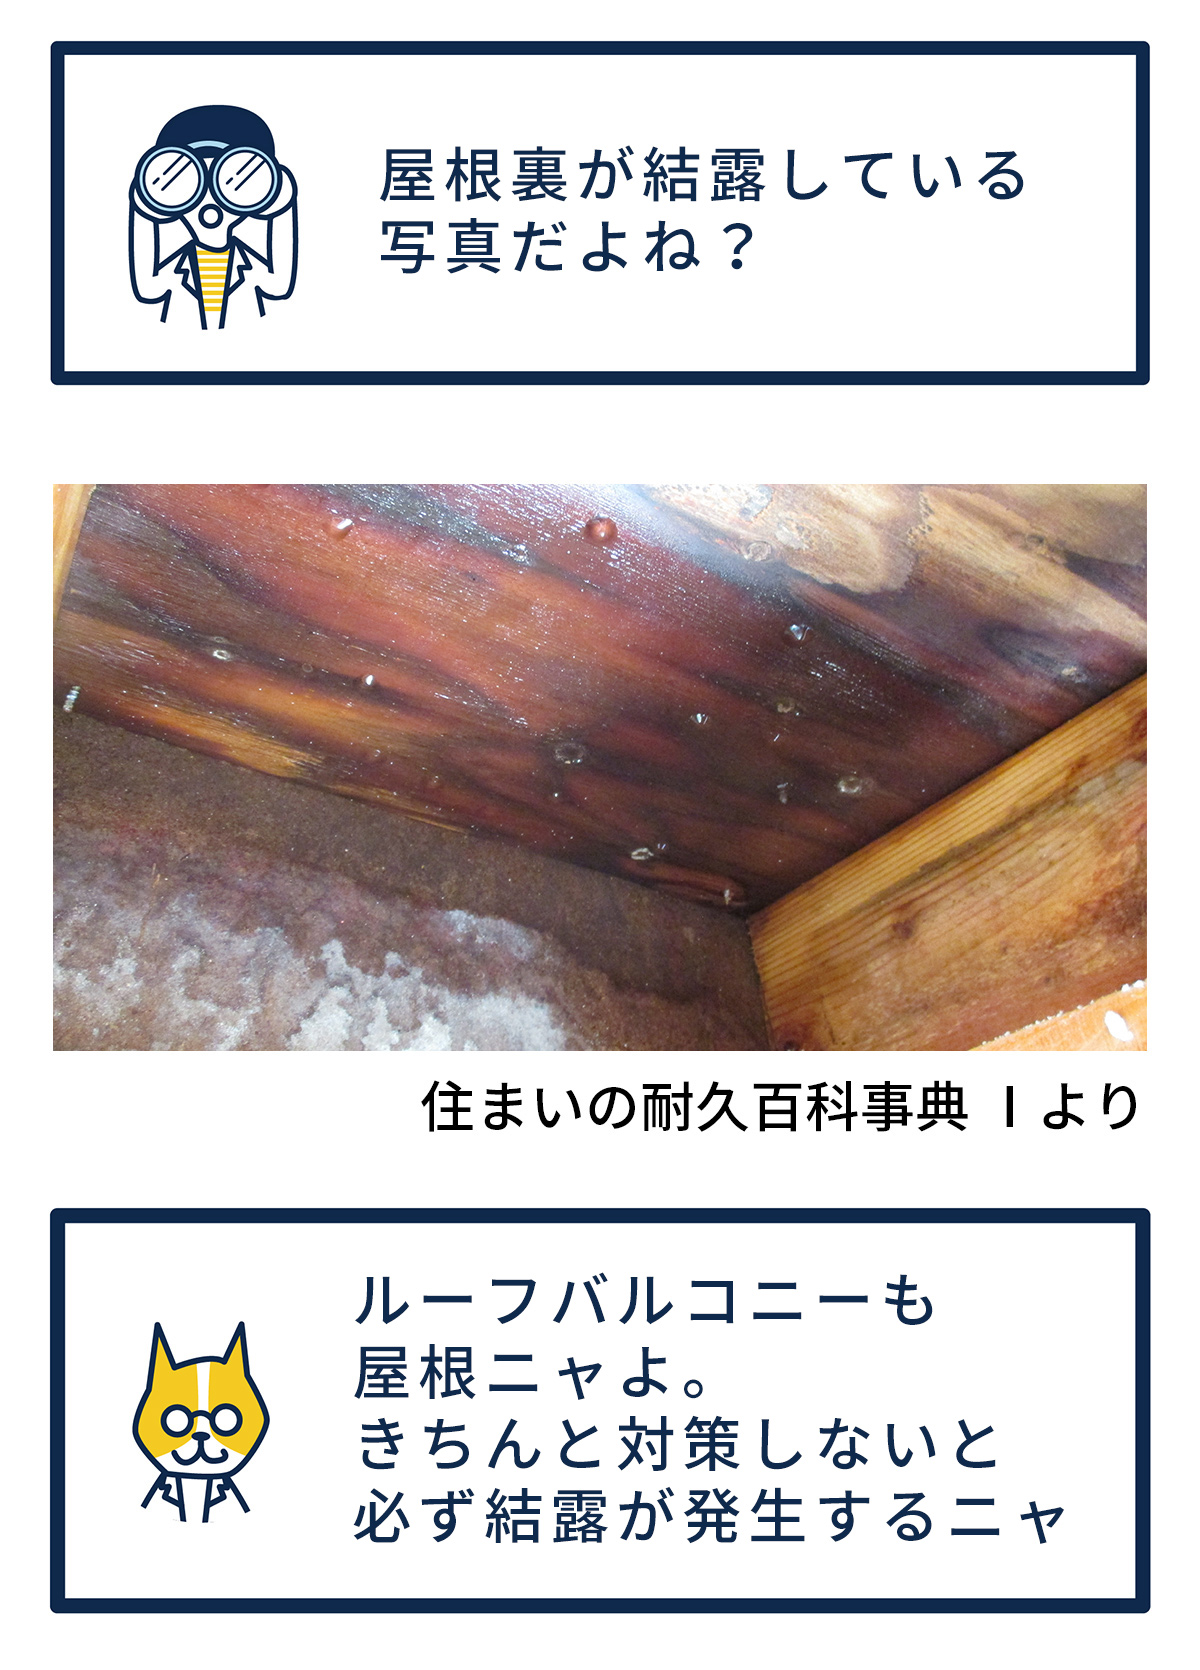 屋根裏が結露している
写真だよね？
住まいの耐久百科事典 Ⅰより
ルーフバルコニーも
屋根ニャよ。
きちんと対策しないと
必ず結露が発生するニャ